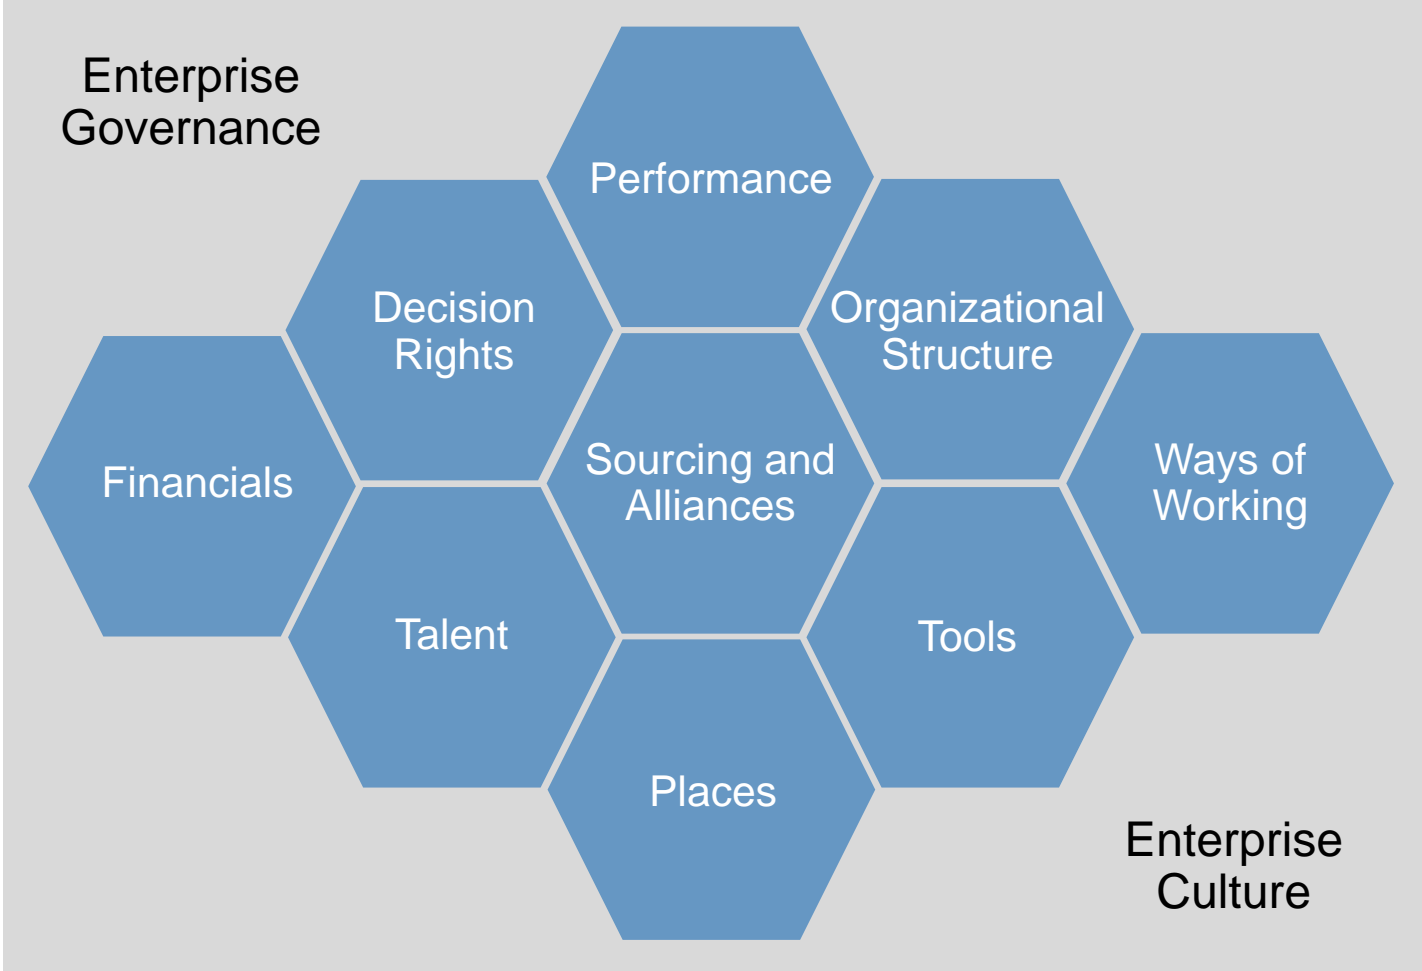 Enterprise
Governance
Performance
Decision
Rights
Organizational
Structure
Financials
Sourcing and
Alliances
Ways of
Working
Talent
Tools
Places
Enterprise
Culture